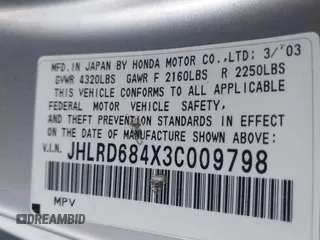 MFD.IN JAPAN BY HONDA MOTOR CO.,LTD: 3/'03
GVWR 4320LBS GAWR F 2160LBS R 2250LBS
THIS VEHICLE CONFORMS TO ALL APPLICABLE
FEDERAL MOTOR VEHICLE SAFETY,
AND THEFT PREVENTION STANDARDS IN EFFECT
ON THE DATE OF MANUFACTURE SHOWN ABOVE.
V.I.N. JHLRD684X3C009798
MPV
DREAMBID